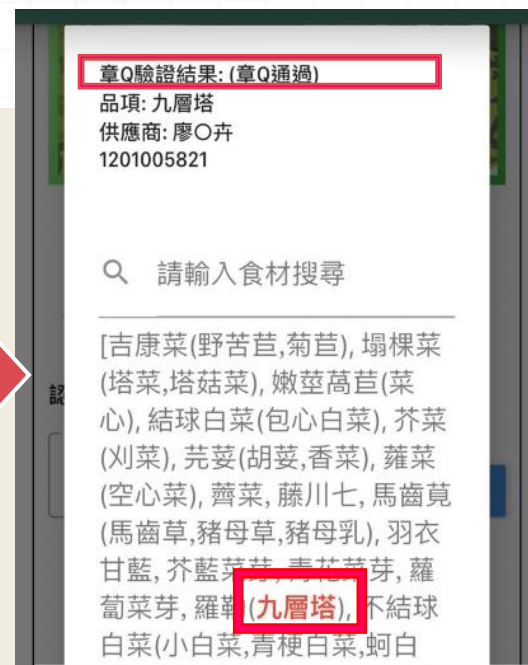 章Q驗證結果: (章Q通過)
品項: 九層塔
供應商: 廖○卉
1201005821
請輸入食材搜尋
[吉康菜(野苦苣,菊苣), 塌棵菜
(塔菜,塔菇菜), 嫩莖萵苣(菜
心), 結球白菜(包心白菜), 芥菜
(刈菜), 芫荽(胡荽,香菜), 蕹菜
(空心菜), 薺菜, 藤川七, 馬齒莧
(馬齒草,豬母草,豬母乳), 羽衣
甘藍, 芥藍菜芽, 青花菜芽, 蘿
蔔菜芽, 羅勒(九層塔), 不結球
白菜(小白菜,青梗白菜,蚵白